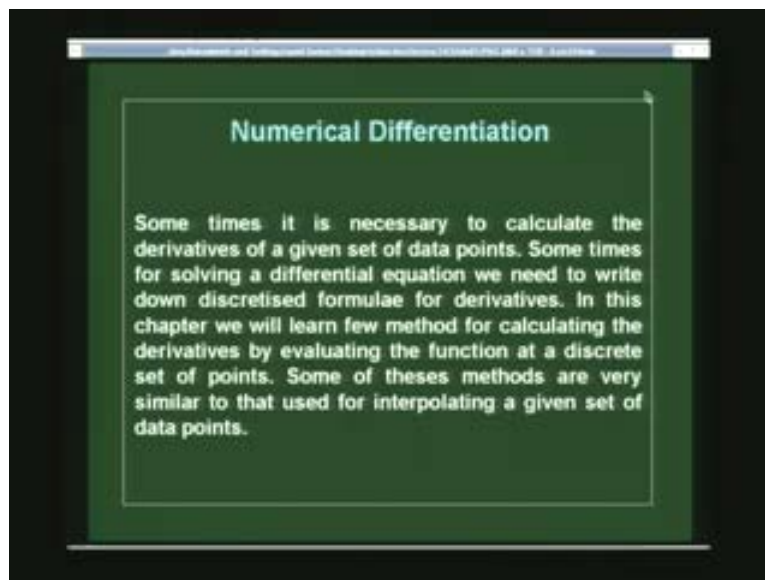 Numerical Differentiation
Some times it is necessary to calculate the
derivatives of a given set of data points. Some times
for solving a differential equation we need to write
down discretised formulae for derivatives. In this
chapter we will learn few method for calculating the
derivatives by evaluating the function at a discrete
set of points. Some of theses methods are very
similar to that used for interpolating a given set of
data points.